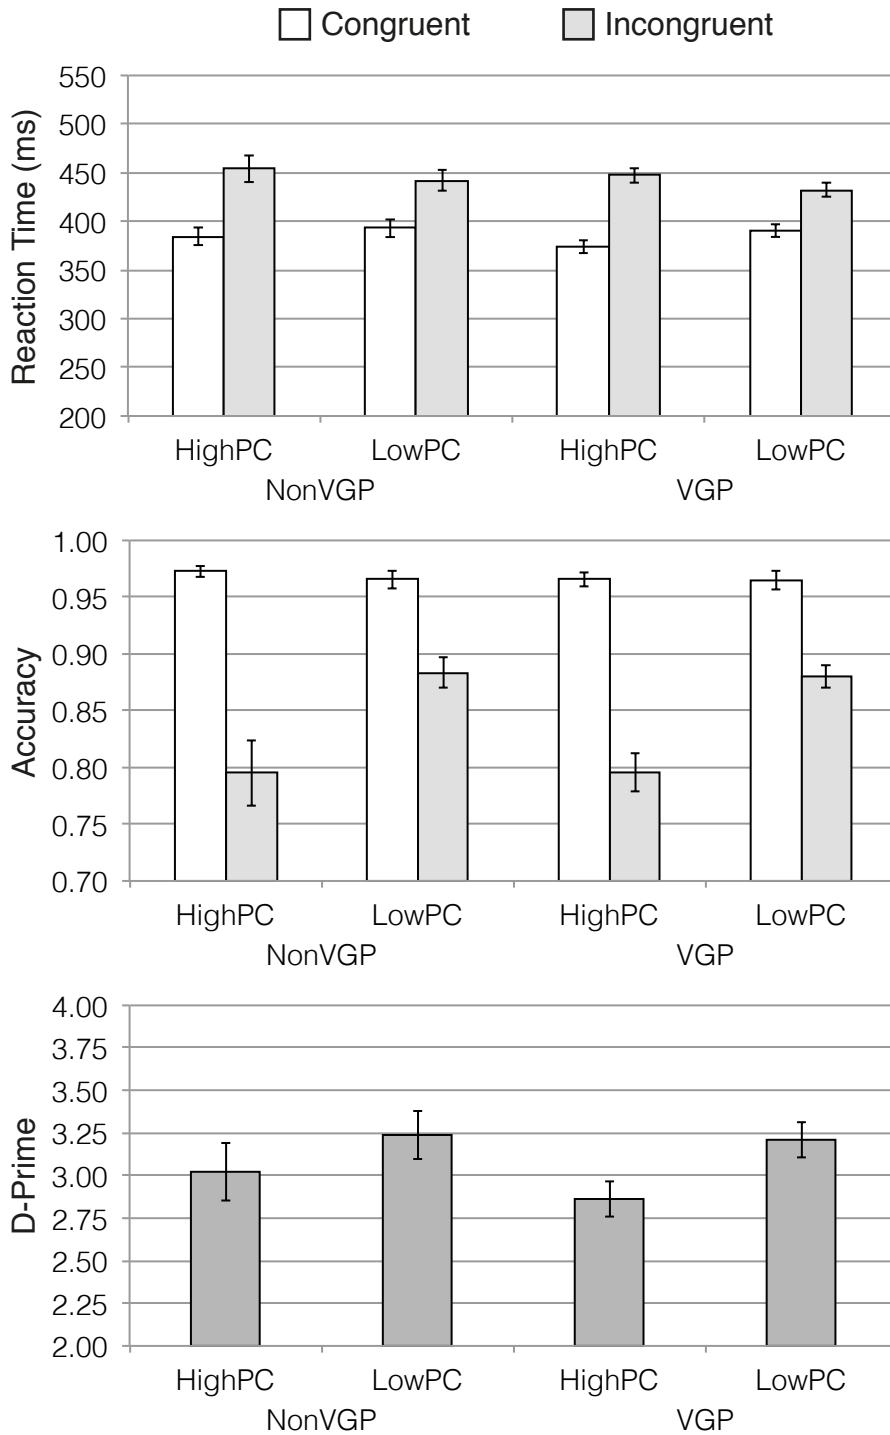 Congruent Incongruent
Reaction Time (ms)
550
500
450
400
350
300
250
200
HighPC LowPC HighPC LowPC
NonVGP VGP
Accuracy
1.00
0.95
0.90
0.85
0.80
0.75
0.70
HighPC LowPC HighPC LowPC
NonVGP VGP
D-Prime
4.00
3.75
3.50
3.25
3.00
2.75
2.50
2.25
2.00
HighPC LowPC HighPC LowPC
NonVGP VGP